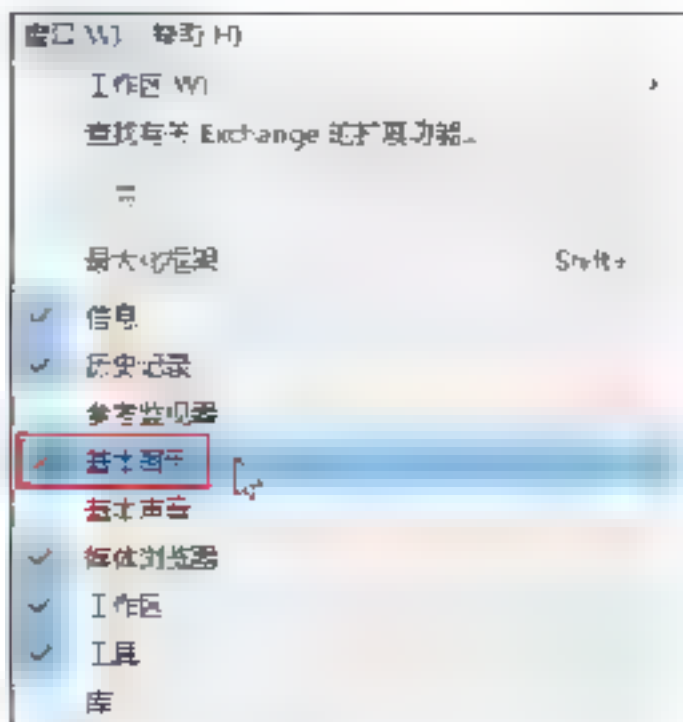 窗口(W) 帮助(H)
工作区(W)
查找有关 Exchange 的扩展功能...
最大化框架 Shift+
信息
历史记录
参考监视器
基本图形
基本声音
媒体浏览器
工作区
工具
库